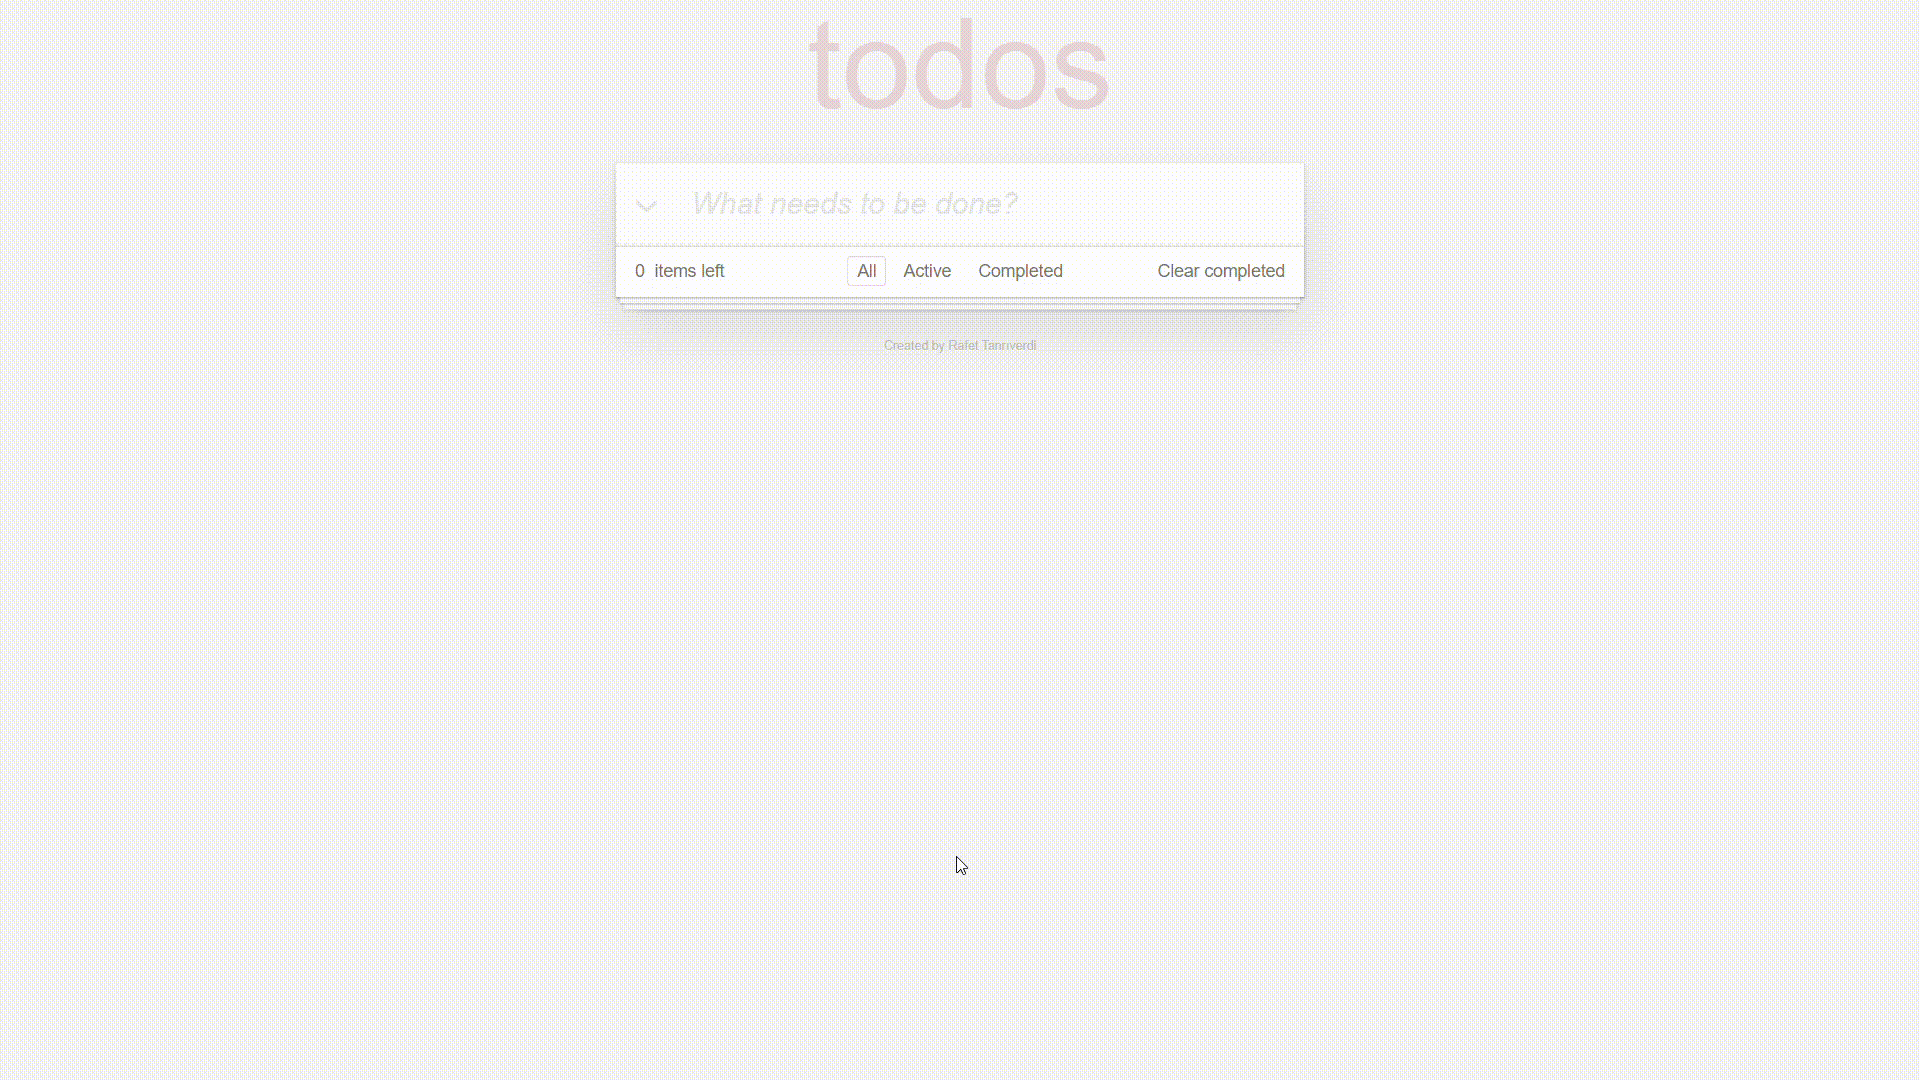 todos
What needs to be done?
0 items left All Active Completed Clear completed
Created by Rafet Tanrıverdi